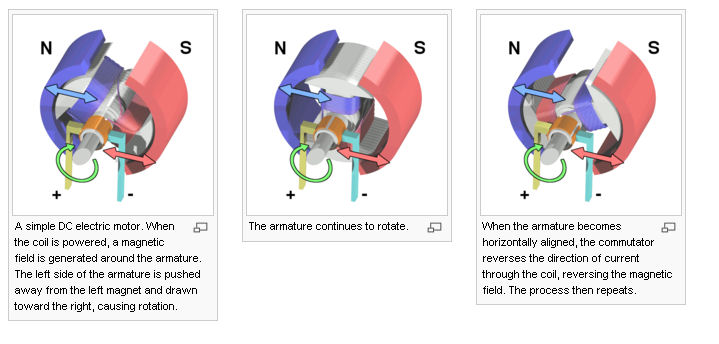 N S
+ -
A simple DC electric motor. When
the coil is powered, a magnetic
field is generated around the armature.
The left side of the armature is pushed
away from the left magnet and drawn
toward the right, causing rotation.
N S
+ -
The armature continues to rotate.
N S
+ -
When the armature becomes
horizontally aligned, the commutator
reverses the direction of current
through the coil, reversing the magnetic
field. The process then repeats.